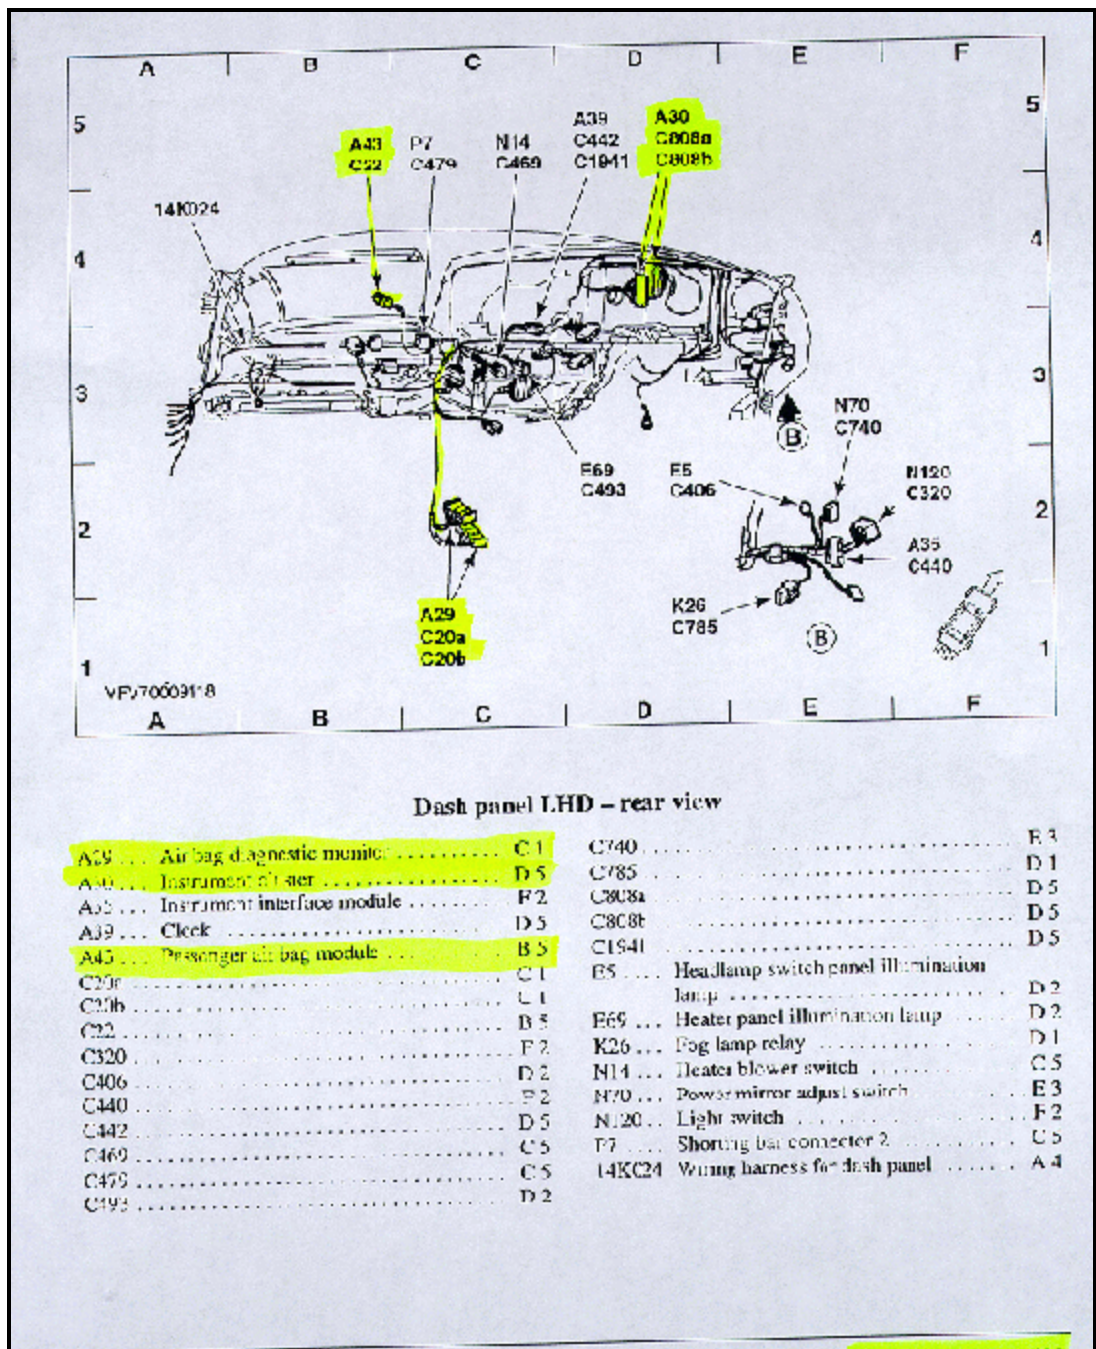 A B C D E F
5 5
A43 P7 N14 A39 A30
C22 C479 C469 C442 C808a
C1941 C808b
14K024
4 4
3 3
N70
C740
B
E69 E5 N120
C493 C406 C320
2 2
A35
C440
A29 K26
C20a C785
C20b B
1 1
VFV70009118
A B C D E F
Dash panel LHD – rear view
A29 ... Air bag diagnostic monitor .......... C 1
A30 ... Instrument cluster .......... D 5
Instrument interface module ........ F 2
A39 ... Clock .......... D 5
A43 ... Passenger air bag module ... B 5
C20a .......... C 1
C20b .......... C 1
C22 .......... B 5
C320 .......... F 2
C406 .......... D 2
C440 .......... F 2
C442 .......... D 5
C469 .......... C 5
C479 .......... C 5
C493 .......... D 2
C740 .......... E 3
C785 .......... D 1
C808a .......... D 5
C808b .......... D 5
C1941 .......... D 5
E5 .... Headlamp switch panel illumination
lamp .......... D 2
E69 ... Heater panel illumination lamp ..... D 2
K26 ... Fog lamp relay .......... D 1
N14 ... Heater blower switch .......... C 5
N70 ... Power mirror adjust switch .......... E 3
N120 .. Light switch .......... F 2
P7 .... Shorting bar connector 2 .......... C 5
14K024 Wiring harness for dash panel ....... A 4